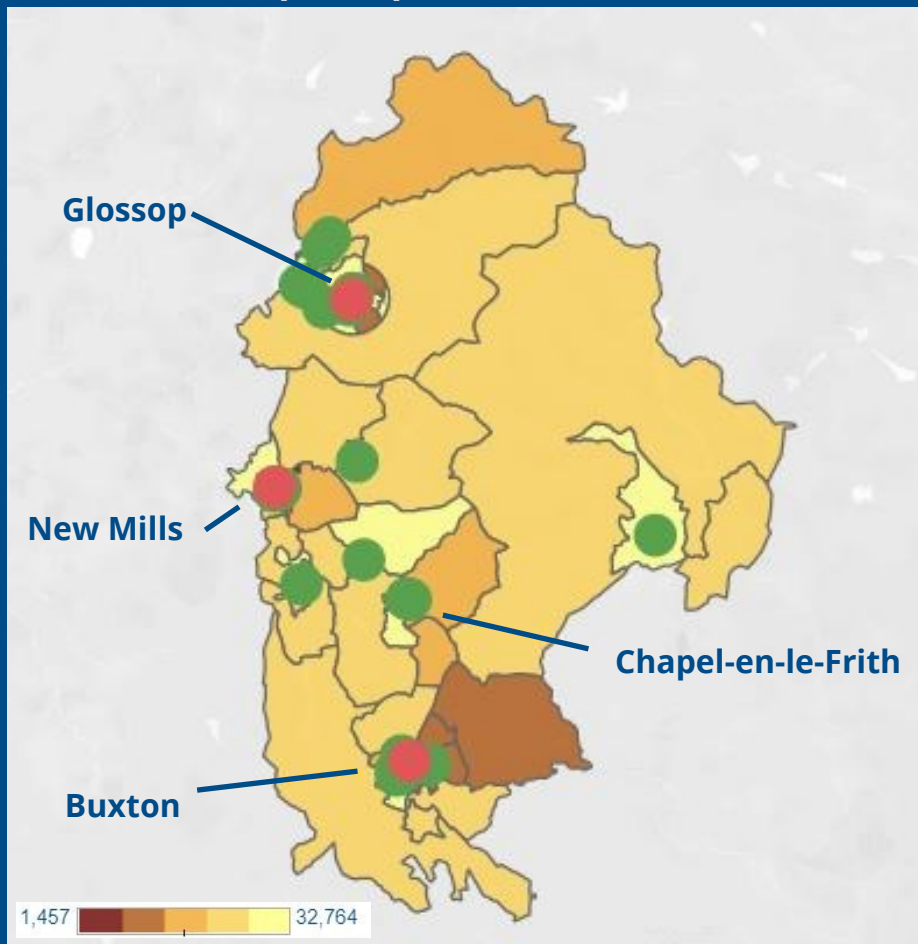 Glossop
New Mills
Chapel-en-le-Frith
Buxton
1,457
32,764